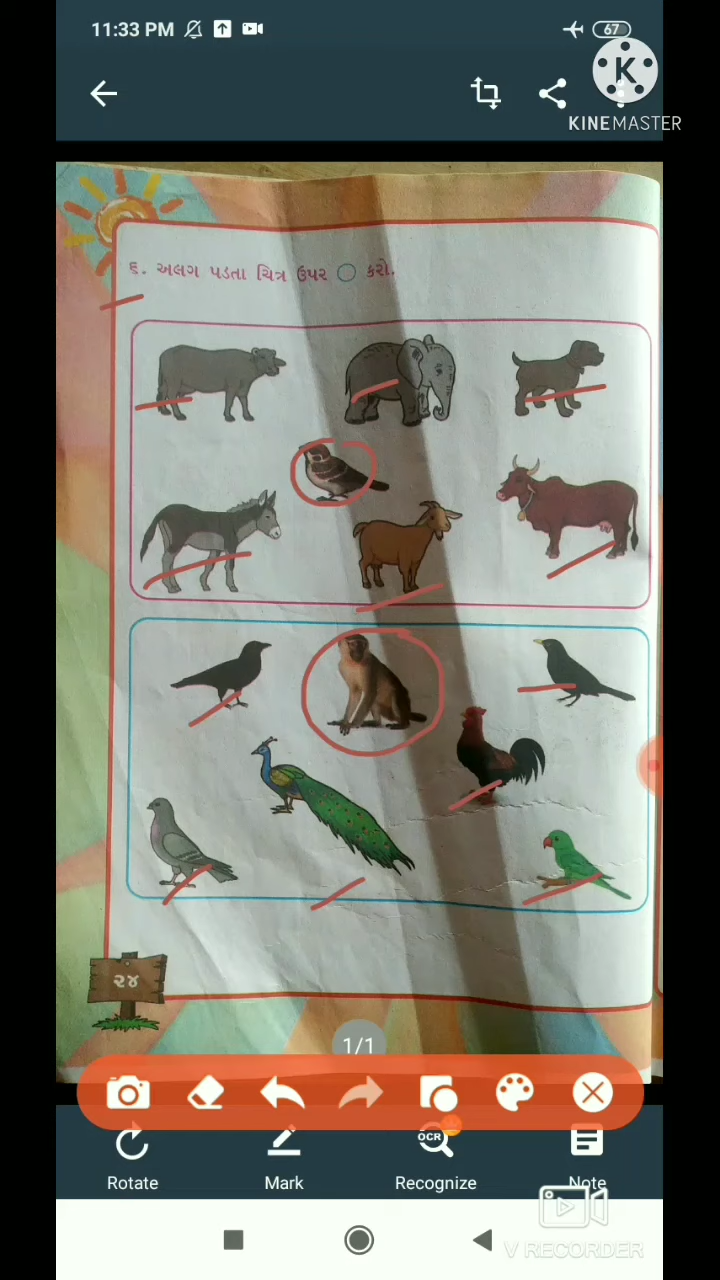 11:33 PM
67
K
KINEMASTER
૬. અલગ પડતા ચિત્ર ઉપર ○ કરો.
૨૪
1/1
OCR
Rotate Mark Recognize Note
V RECORDER